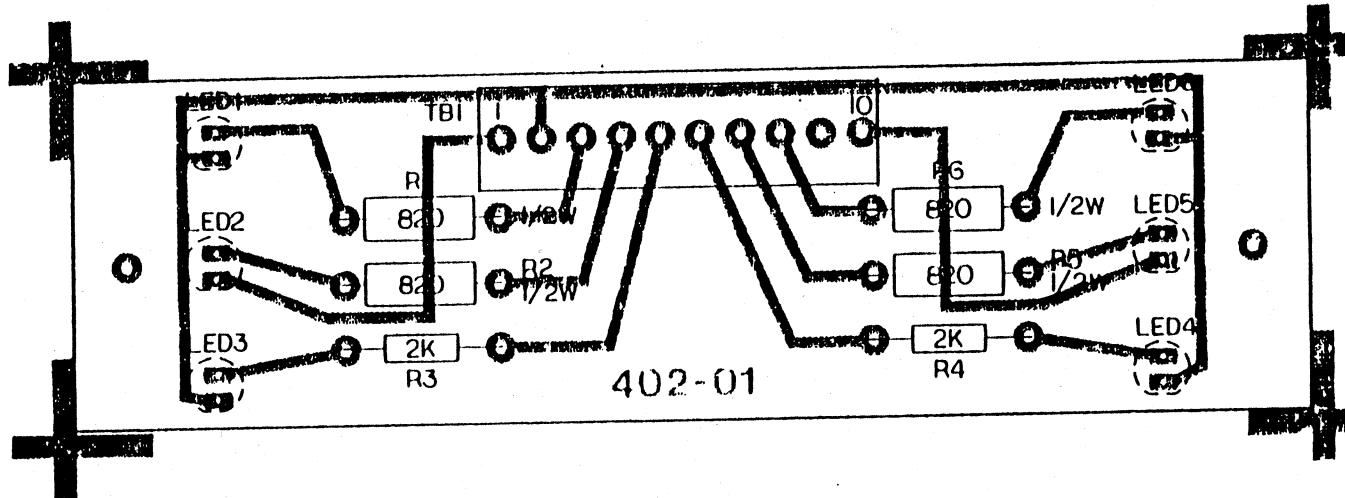 LED1
TB1 1 10
LED6
R1
R6
820 1/2W
820 1/2W
LED2
LED5
R2
R5
820 1/2W
820 1/2W
LED3
LED4
2K
2K
R3
R4
402-01